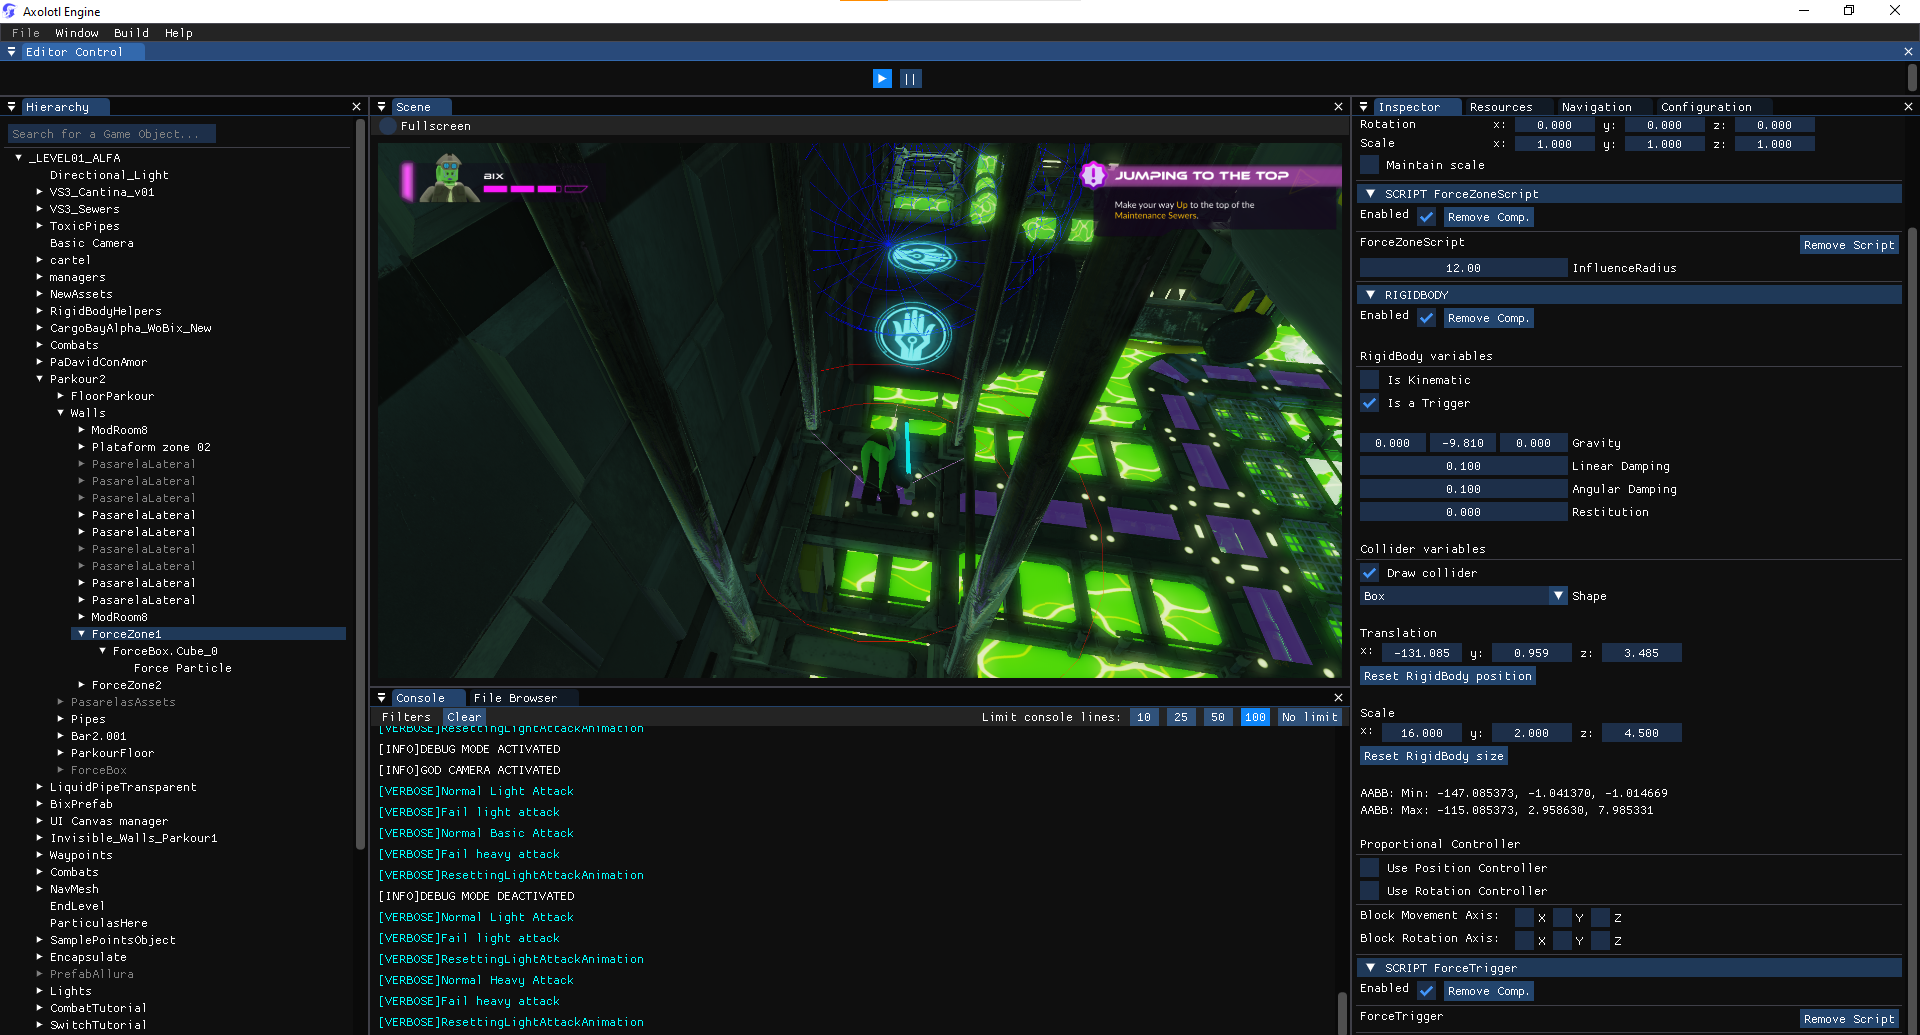 Axolotl Engine
File Window Build Help
Editor Control
Hierarchy
Search for a Game Object...
_LEVEL01_ALFA
Directional_Light
VS3_Cantina_v01
VS3_Sewers
ToxicPipes
Basic Camera
cartel
managers
NewAssets
RigidBodyHelpers
CargoBayAlpha_WoBix_New
Combats
PaDavidConAmor
Parkour2
FloorParkour
Walls
ModRoom8
Plataform zone 02
PasarelaLateral
PasarelaLateral
PasarelaLateral
PasarelaLateral
PasarelaLateral
PasarelaLateral
PasarelaLateral
PasarelaLateral
PasarelaLateral
ModRoom8
ForceZone1
ForceBox.Cube_0
Force Particle
ForceZone2
PasarelasAssets
Pipes
Bar2.001
ParkourFloor
ForceBox
LiquidPipeTransparent
BixPrefab
UI Canvas manager
Invisible_Walls_Parkour1
Waypoints
Combats
NavMesh
EndLevel
ParticulasHere
SamplePointsObject
Encapsulate
PrefabAllura
Lights
CombatTutorial
SwitchTutorial
Scene
Fullscreen
BIX
JUMPING TO THE TOP
Make your way Up to the top of the
Maintenance Sewers.
Console File Browser
Filters Clear Limit console lines: 10 25 50 100 No limit
[VERBOSE]ResettingLightAttackAnimation
[INFO]DEBUG MODE ACTIVATED
[INFO]GOD CAMERA ACTIVATED
[VERBOSE]Normal Light Attack
[VERBOSE]Fail light attack
[VERBOSE]Normal Basic Attack
[VERBOSE]Fail heavy attack
[VERBOSE]ResettingLightAttackAnimation
[INFO]DEBUG MODE DEACTIVATED
[VERBOSE]Normal Light Attack
[VERBOSE]Fail light attack
[VERBOSE]ResettingLightAttackAnimation
[VERBOSE]Normal Heavy Attack
[VERBOSE]Fail heavy attack
[VERBOSE]ResettingLightAttackAnimation
Inspector Resources Navigation Configuration
Rotation x: 0.000 y: 0.000 z: 0.000
Scale x: 1.000 y: 1.000 z: 1.000
Maintain scale
SCRIPT ForceZoneScript
Enabled Remove Comp.
ForceZoneScript Remove Script
12.00 InfluenceRadius
RIGIDBODY
Enabled Remove Comp.
RigidBody variables
Is Kinematic
Is a Trigger
0.000 -9.810 0.000 Gravity
0.100 Linear Damping
0.100 Angular Damping
0.000 Restitution
Collider variables
Draw collider
Box Shape
Translation
x: -131.085 y: 0.959 z: 3.485
Reset RigidBody position
Scale
x: 16.000 y: 2.000 z: 4.500
Reset RigidBody size
AABB: Min: -147.085373, -1.041370, -1.014669
AABB: Max: -115.085373, 2.958630, 7.985331
Proportional Controller
Use Position Controller
Use Rotation Controller
Block Movement Axis: X Y Z
Block Rotation Axis: X Y Z
SCRIPT ForceTrigger
Enabled Remove Comp.
ForceTrigger Remove Script